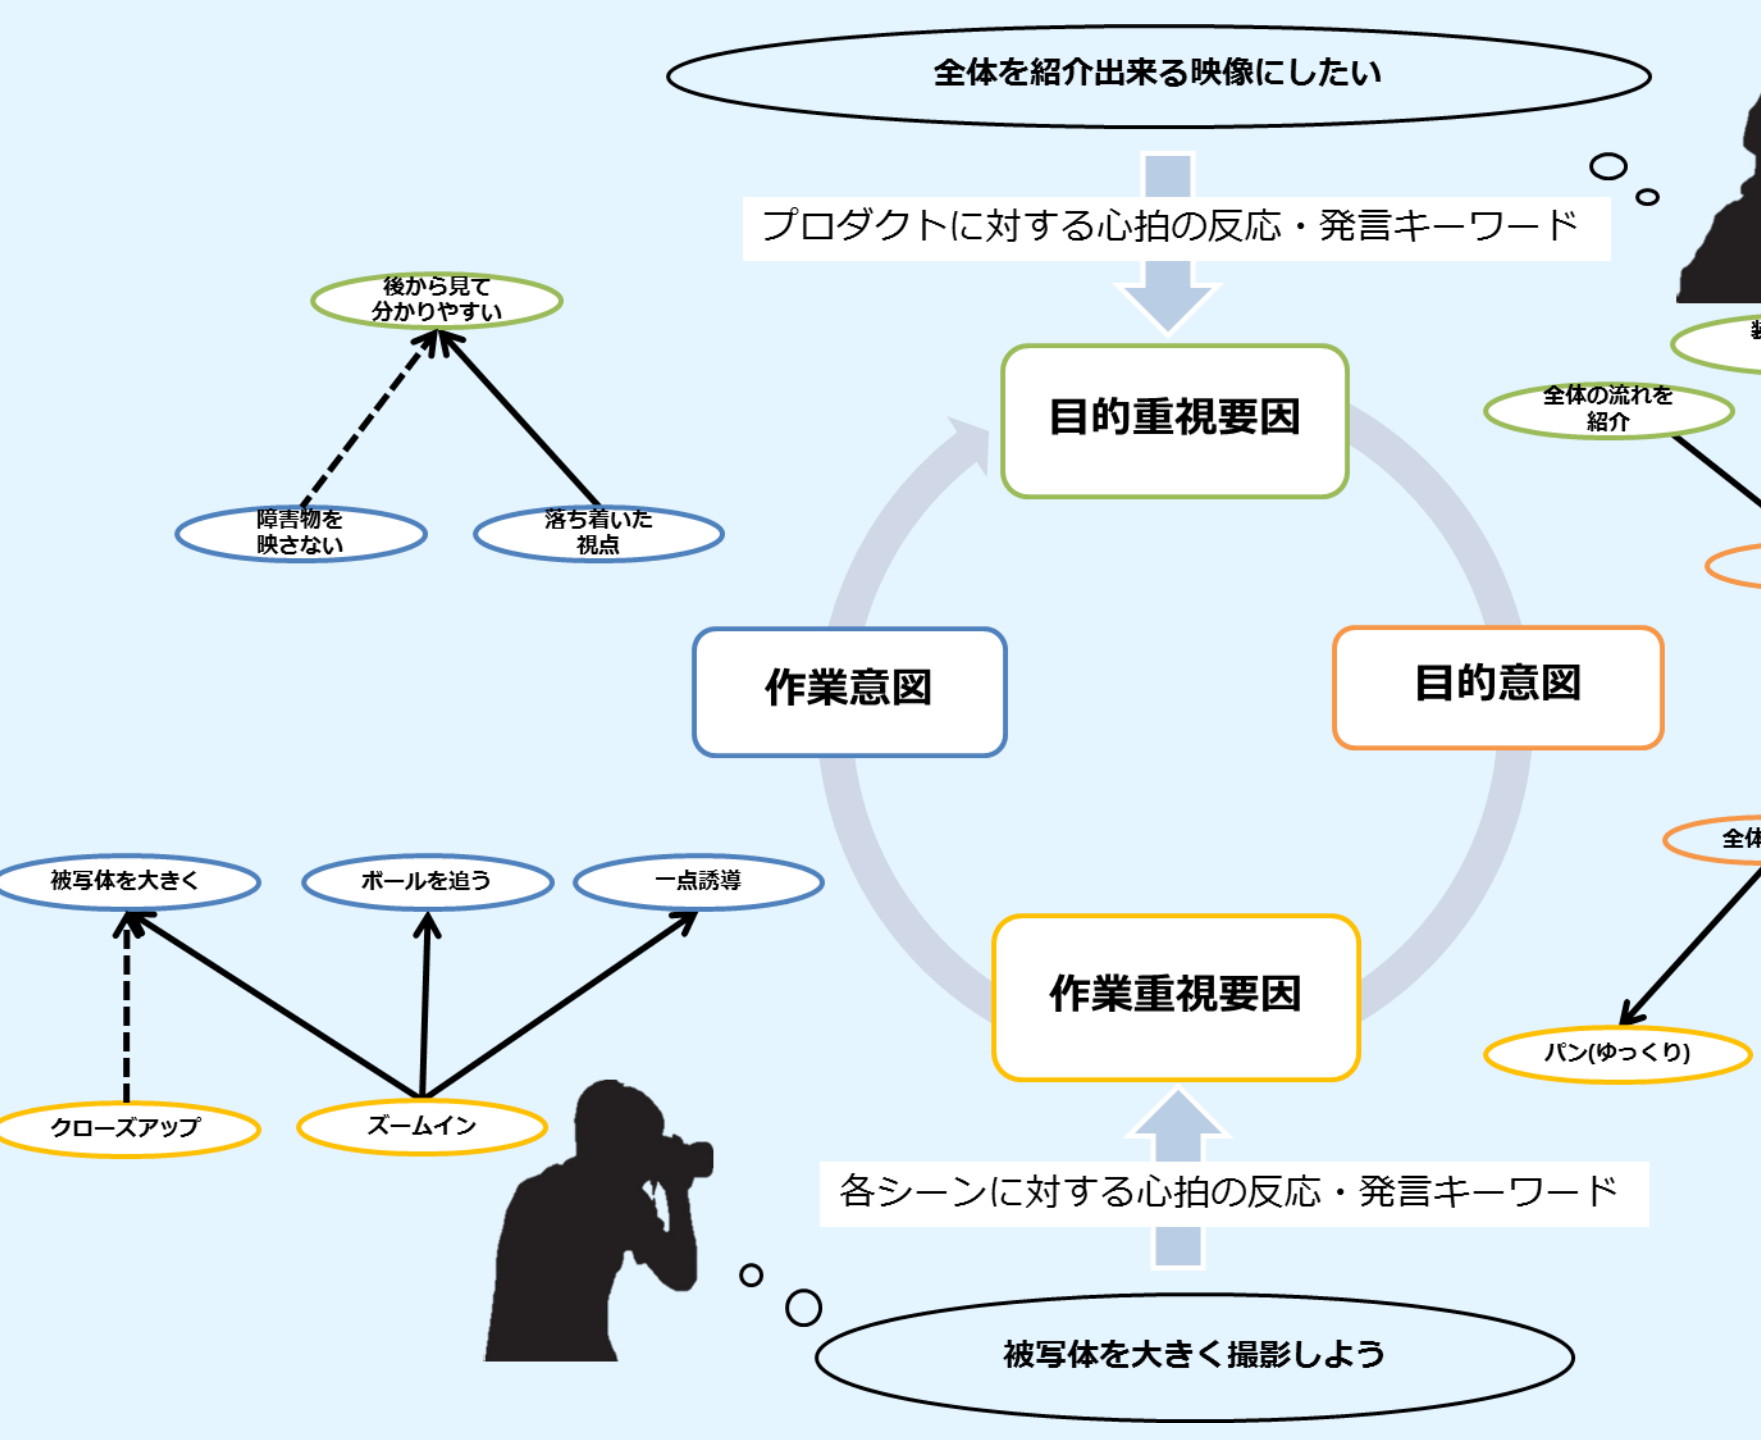 全体を紹介出来る映像にしたい
プロダクトに対する心拍の反応・発言キーワード
後から見て
分かりやすい
目的重視要因
全体の流れを
紹介
障害物を
映さない
落ち着いた
視点
作業意図
目的意図
全体
被写体を大きく
ボールを追う
一点誘導
作業重視要因
パン(ゆっくり)
クローズアップ
ズームイン
各シーンに対する心拍の反応・発言キーワード
被写体を大きく撮影しよう